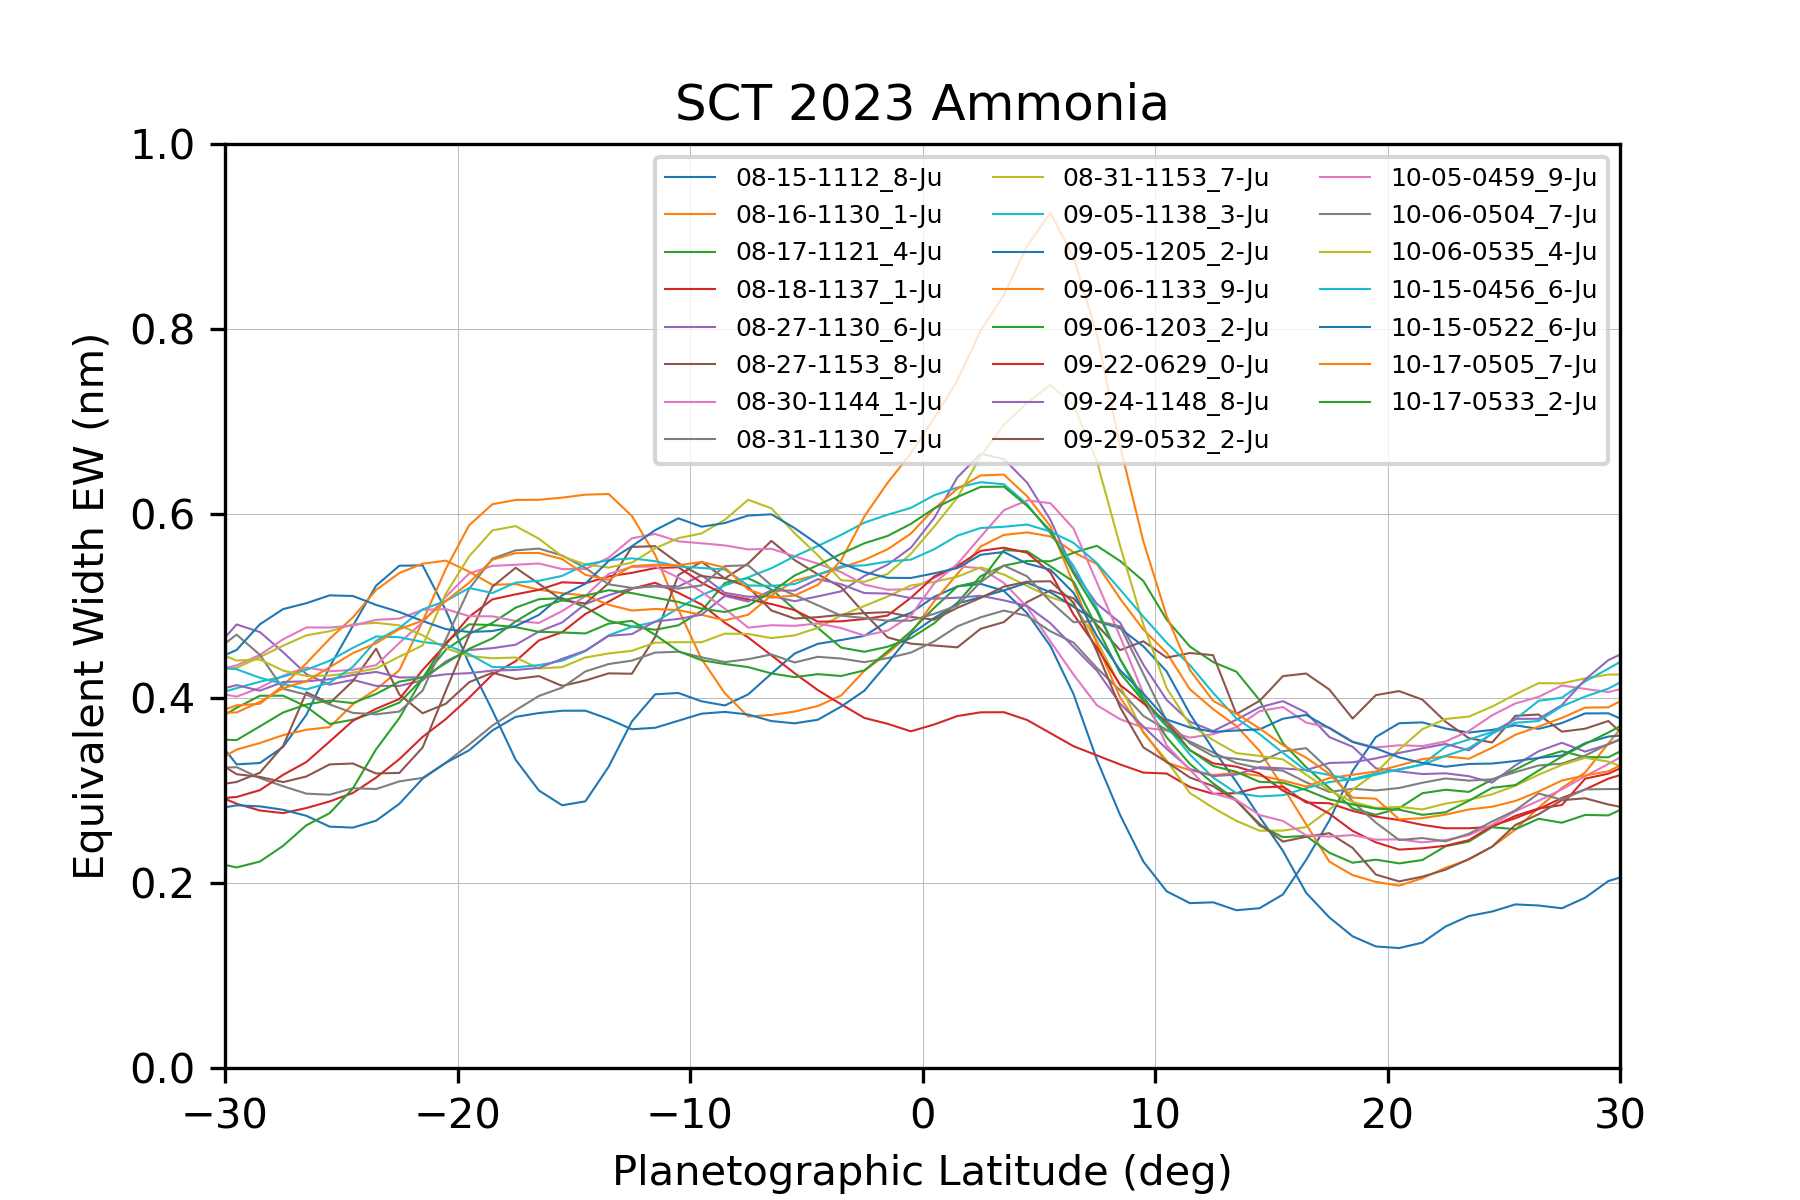 SCT 2023 Ammonia
1.0
0.8
0.6
0.4
0.2
0.0
Equivalent Width EW (nm)
08-15-1112_8-Ju
08-16-1130_1-Ju
08-17-1121_4-Ju
08-18-1137_1-Ju
08-27-1130_6-Ju
08-27-1153_8-Ju
08-30-1144_1-Ju
08-31-1130_7-Ju
08-31-1153_7-Ju
09-05-1138_3-Ju
09-05-1205_2-Ju
09-06-1133_9-Ju
09-06-1203_2-Ju
09-22-0629_0-Ju
09-24-1148_8-Ju
09-29-0532_2-Ju
10-05-0459_9-Ju
10-06-0504_7-Ju
10-06-0535_4-Ju
10-15-0456_6-Ju
10-15-0522_6-Ju
10-17-0505_7-Ju
10-17-0533_2-Ju
−30 −20 −10 0 10 20 30
Planetographic Latitude (deg)